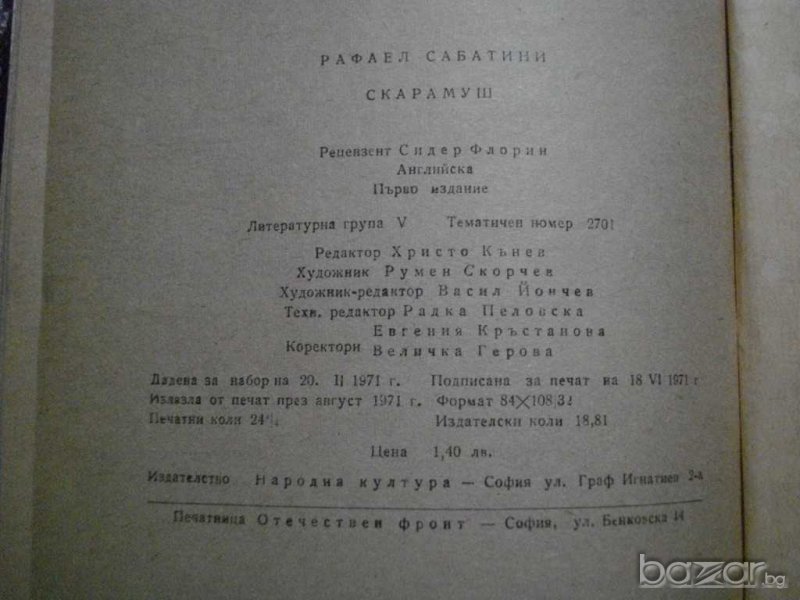 РАФАЕЛ САБАТИНИ
СКАРАМУШ
Рецензент Сидер Флорин
Английска
Първо издание
Литературна група V Тематичен номер 2701
Редактор Христо Кънев
Художник Румен Скорчев
Художник-редактор Васил Йончев
Техн. редактор Радка Пеловска
Коректори Евгения Кръстанова
Величка Герова
Дадена за набор на 20. II 1971 г. Подписана за печат на 18 VI 1971 г
Излязла от печат през август 1971 г. Формат 84×108/32
Печатни коли Издателски коли 18,81
Цена 1,40 лв.
Издателство Народна култура — София ул. Граф Игнатиев 2-а
Печатница Отечествен фронт — София, ул. Бенковска 14
bazar.bg